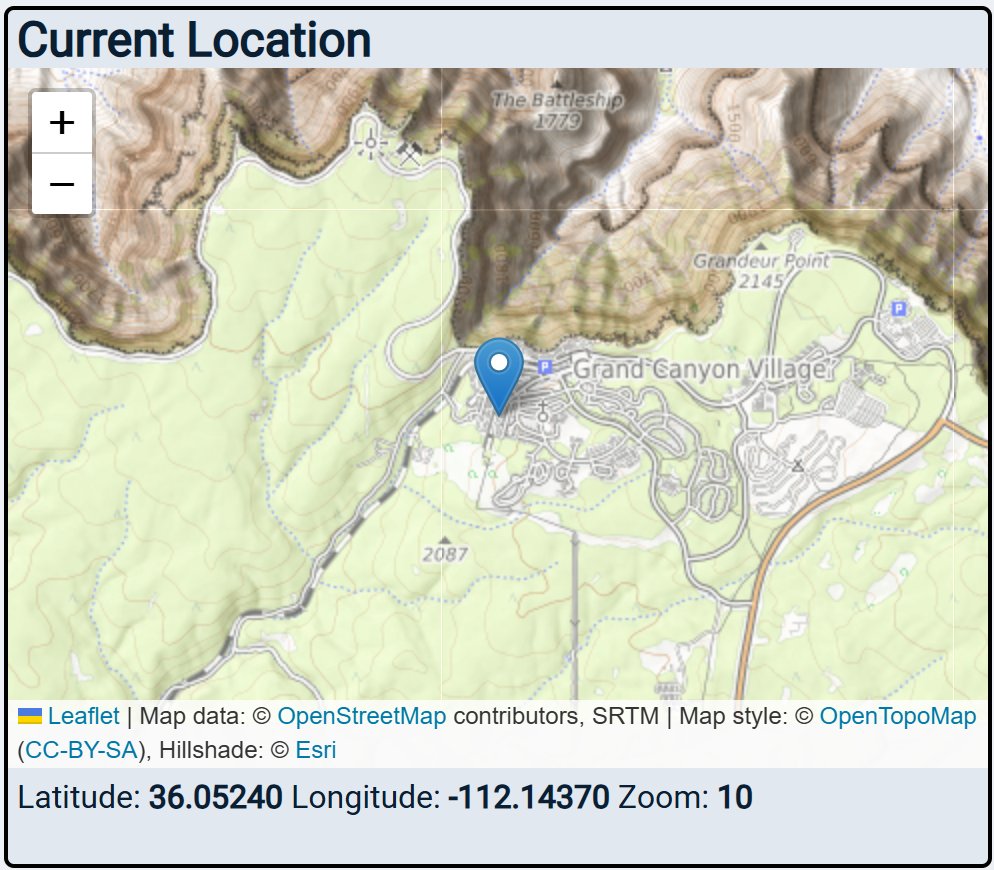 Current Location
+
−
The Battleship
1779
1500
Grandeur Point
2145
P
P
Grand Canyon Village
2087
Leaflet | Map data: © OpenStreetMap contributors, SRTM | Map style: © OpenTopoMap
(CC-BY-SA), Hillshade: © Esri
Latitude: 36.05240 Longitude: -112.14370 Zoom: 10